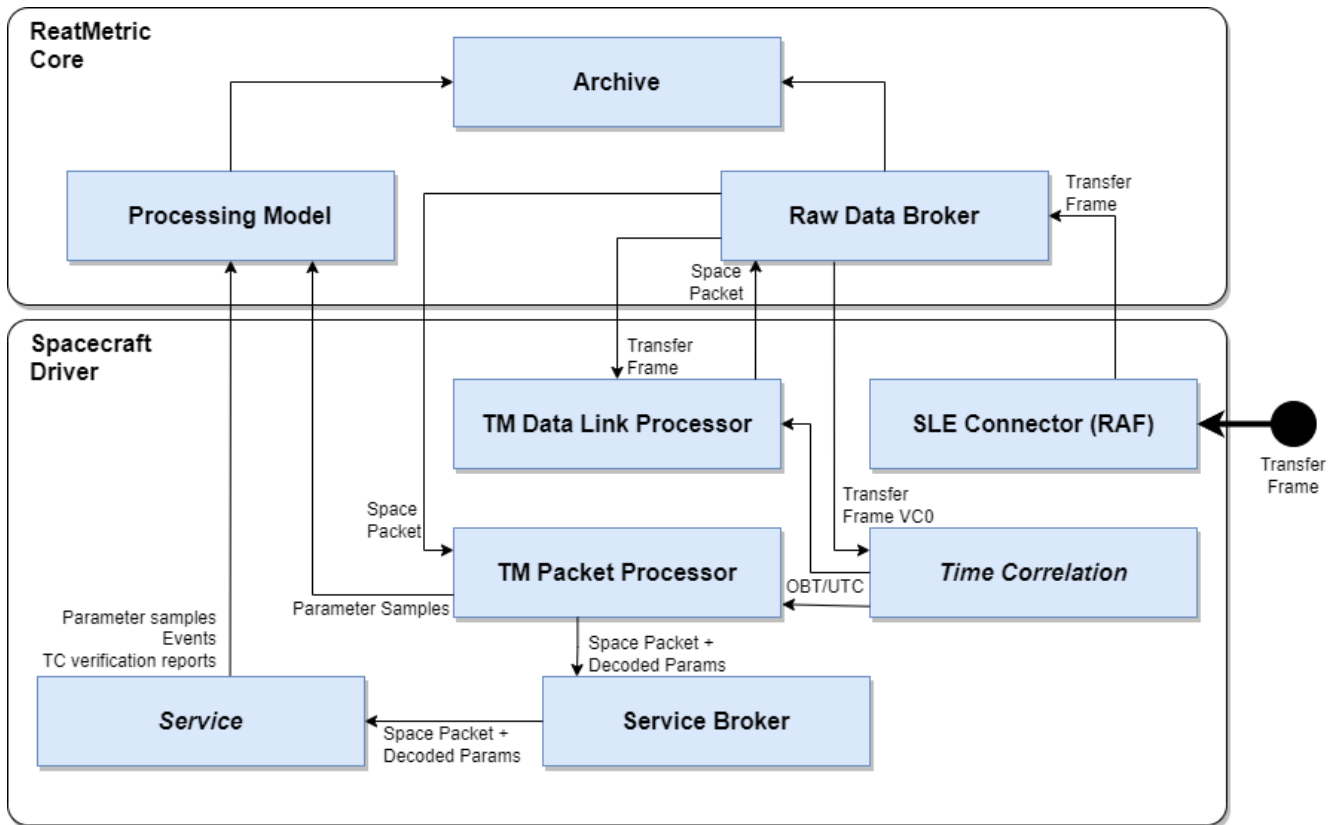 ReatMetric
Core
Archive
Processing Model
Raw Data Broker
Transfer
Frame
Space
Packet
Spacecraft
Driver
Transfer
Frame
TM Data Link Processor
SLE Connector (RAF)
Transfer
Frame
Space
Packet
Transfer
Frame VC0
TM Packet Processor
Time Correlation
OBT/UTC
Parameter Samples
Parameter samples
Events
TC verification reports
Space Packet +
Decoded Params
Service
Service Broker
Space Packet +
Decoded Params